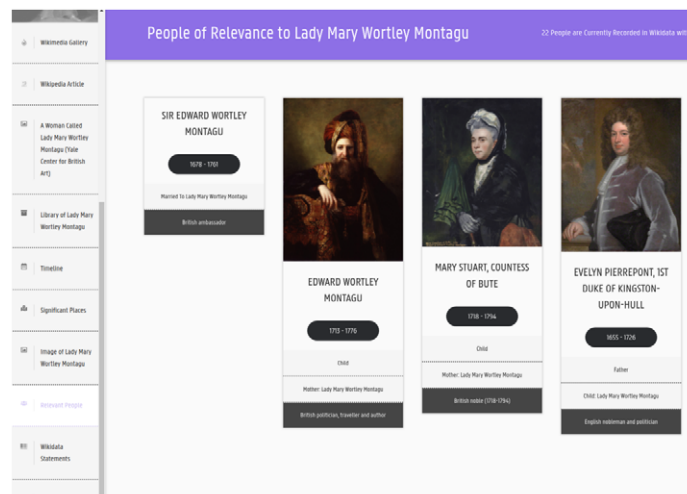 People of Relevance to Lady Mary Wortley Montagu
22 People are Currently Recorded in Wikidata with
Wikimedia Gallery
Wikipedia Article
A Woman Called
Lady Mary Wortley
Montagu (Yale
Center for British
Art)
Library of Lady Mary
Wortley Montagu
Timeline
Significant Places
Image of Lady Mary
Wortley Montagu
Relevant People
Wikidata
Statements
SIR EDWARD WORTLEY
MONTAGU
1678 - 1761
Married To Lady Mary Wortley Montagu
British ambassador
EDWARD WORTLEY
MONTAGU
1713 - 1776
Child
Mother: Lady Mary Wortley Montagu
British politician, traveller and author
MARY STUART, COUNTESS
OF BUTE
1718 - 1794
Child
Mother: Lady Mary Wortley Montagu
British noble (1718-1794)
EVELYN PIERREPONT, 1ST
DUKE OF KINGSTON-
UPON-HULL
1655 - 1726
Father
Child: Lady Mary Wortley Montagu
English nobleman and politician